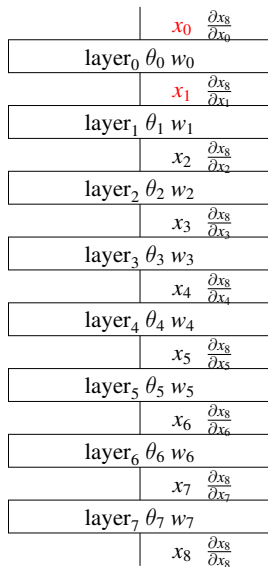 x₀ ∂x₈/∂x₀
layer₀ θ₀ w₀
x₁ ∂x₈/∂x₁
layer₁ θ₁ w₁
x₂ ∂x₈/∂x₂
layer₂ θ₂ w₂
x₃ ∂x₈/∂x₃
layer₃ θ₃ w₃
x₄ ∂x₈/∂x₄
layer₄ θ₄ w₄
x₅ ∂x₈/∂x₅
layer₅ θ₅ w₅
x₆ ∂x₈/∂x₆
layer₆ θ₆ w₆
x₇ ∂x₈/∂x₇
layer₇ θ₇ w₇
x₈ ∂x₈/∂x₈